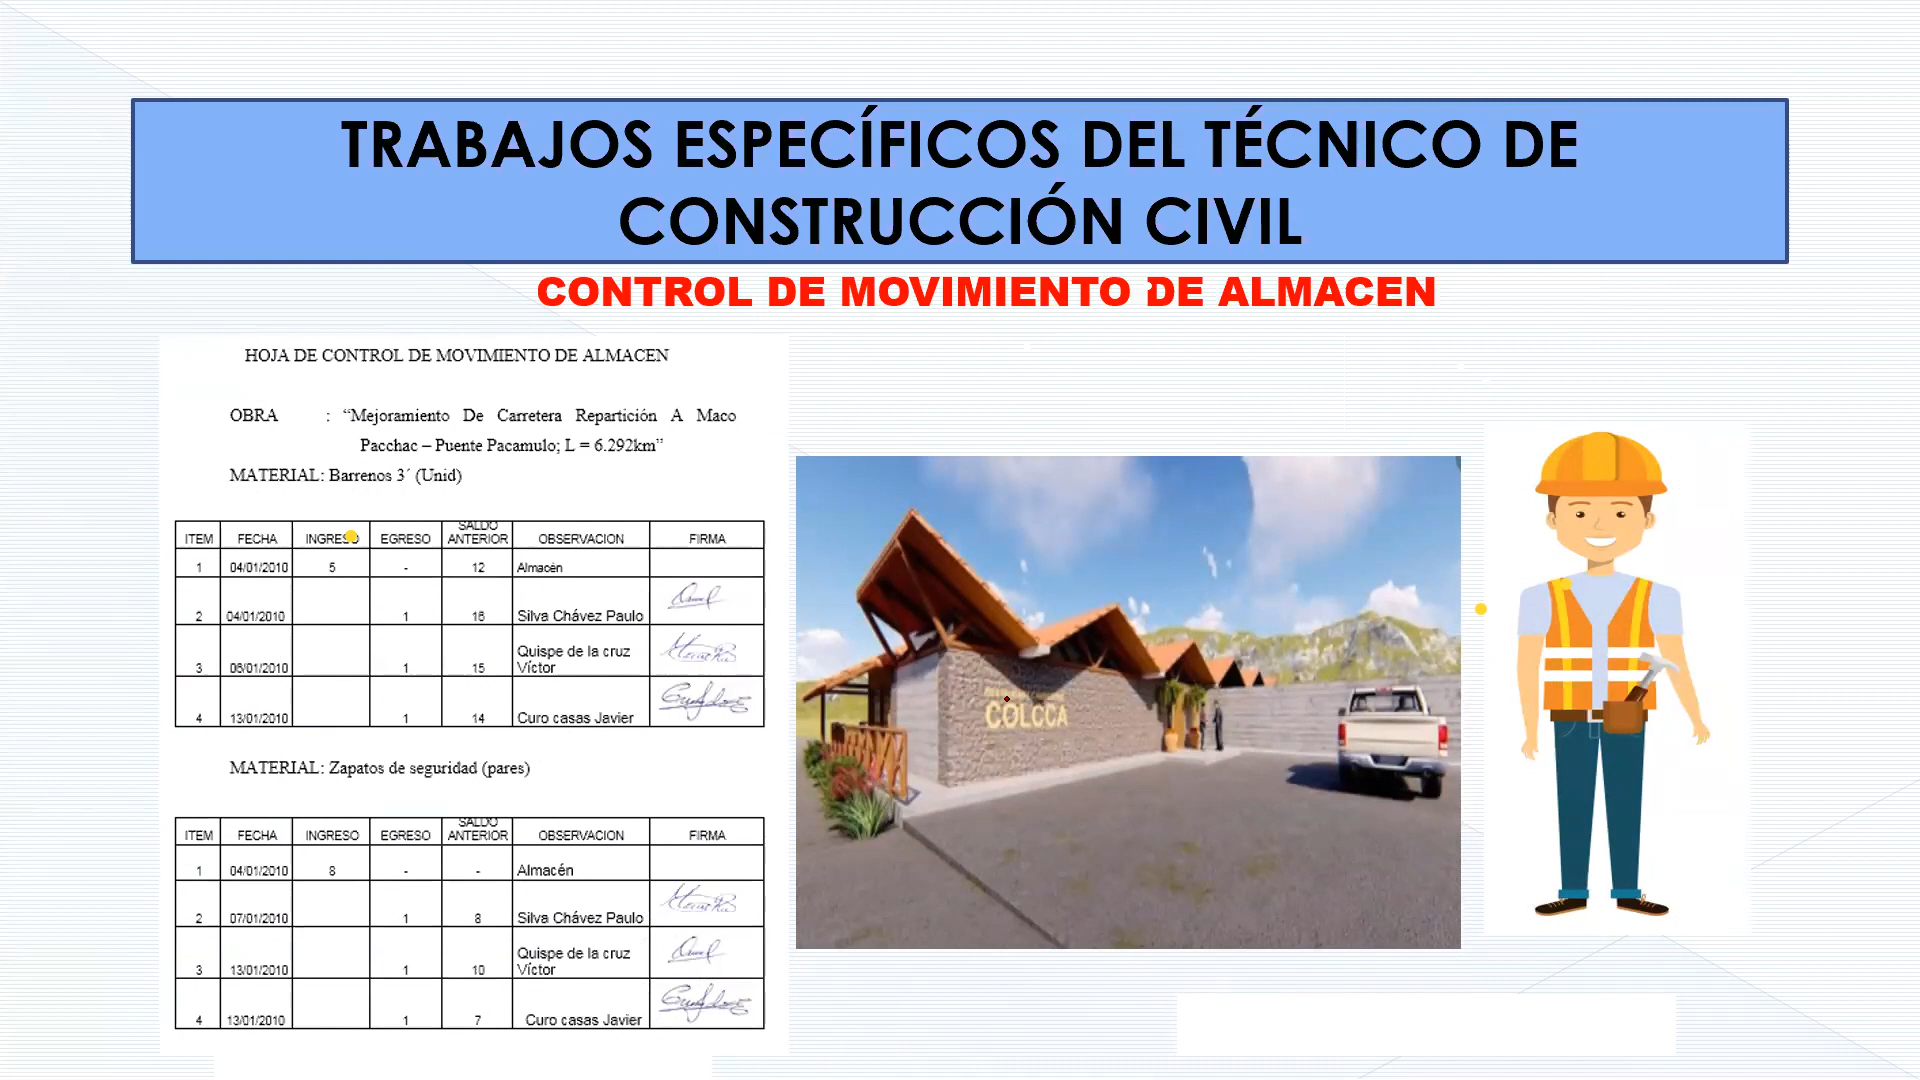 TRABAJOS ESPECÍFICOS DEL TÉCNICO DE
CONSTRUCCIÓN CIVIL
CONTROL DE MOVIMIENTO DE ALMACEN
HOJA DE CONTROL DE MOVIMIENTO DE ALMACEN
OBRA : “Mejoramiento De Carretera Repartición A Maco
Pacchac – Puente Pacamulo; L = 6.292km”
MATERIAL: Barrenos 3´ (Unid)
ITEM FECHA INGRESO EGRESO SALDO ANTERIOR OBSERVACION FIRMA
1 04/01/2010 5 - 12 Almacén
2 04/01/2010 1 16 Silva Chávez Paulo
3 06/01/2010 1 15 Quispe de la cruz Víctor
4 13/01/2010 1 14 Curo casas Javier
MATERIAL: Zapatos de seguridad (pares)
ITEM FECHA INGRESO EGRESO SALDO ANTERIOR OBSERVACION FIRMA
1 04/01/2010 8 - - Almacén
2 07/01/2010 1 8 Silva Chávez Paulo
3 13/01/2010 1 10 Quispe de la cruz Víctor
4 13/01/2010 1 7 Curo casas Javier
COLCCA